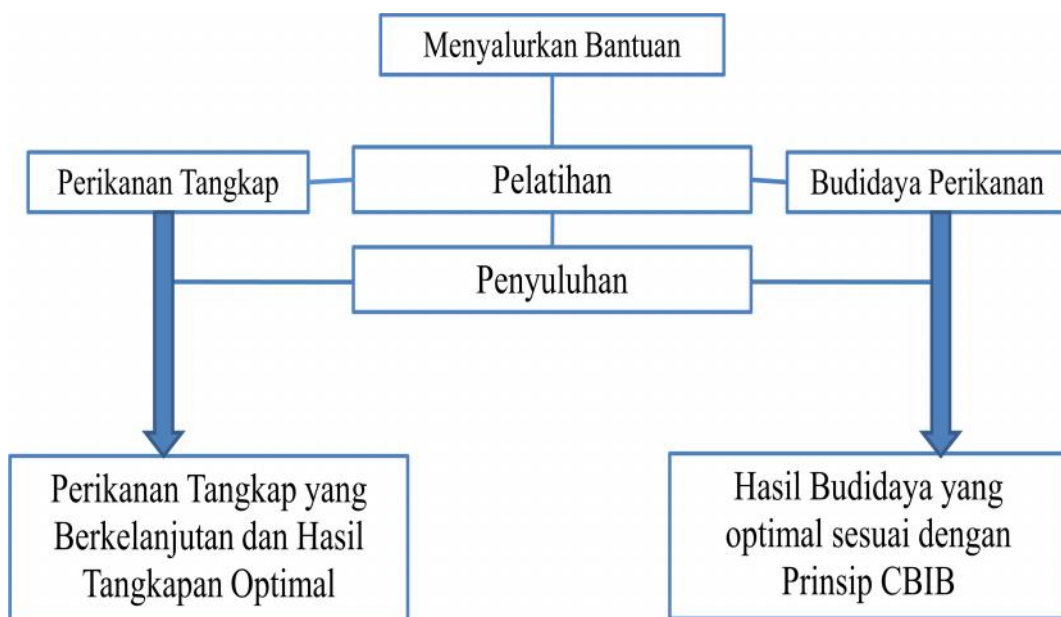 Menyalurkan Bantuan
Perikanan Tangkap
Pelatihan
Budidaya Perikanan
Penyuluhan
Perikanan Tangkap yang
Berkelanjutan dan Hasil
Tangkapan Optimal
Hasil Budidaya yang
optimal sesuai dengan
Prinsip CBIB